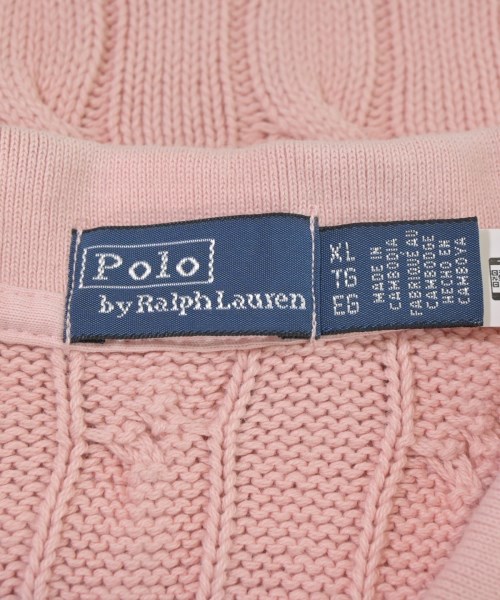 Polo
by Ralph Lauren
XL
TG
EG
MADE IN
CAMBODIA
FABRIQUÉ AU
CAMBODGE
HECHO EN
CAMBOYA